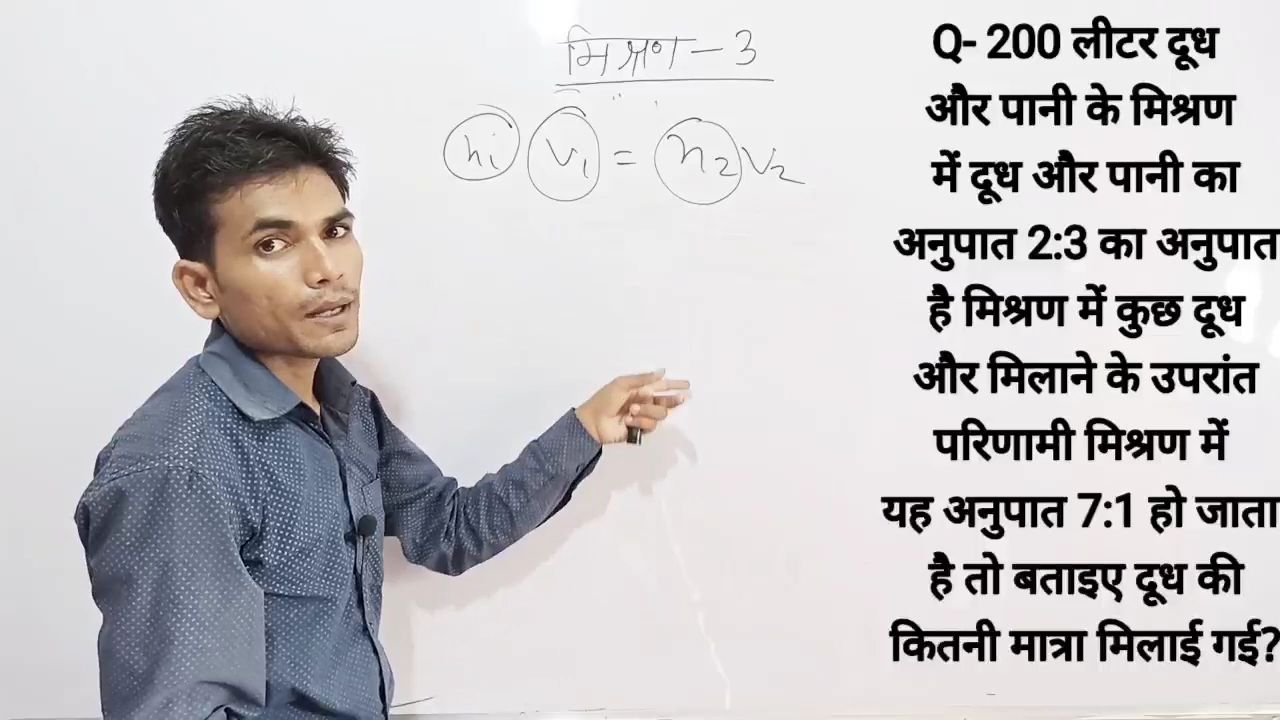 मिश्रण - 3
n₁ v₁ = n₂ v₂
Q- 200 लीटर दूध
और पानी के मिश्रण
में दूध और पानी का
अनुपात 2:3 का अनुपात
है मिश्रण में कुछ दूध
और मिलाने के उपरांत
परिणामी मिश्रण में
यह अनुपात 7:1 हो जाता
है तो बताइए दूध की
कितनी मात्रा मिलाई गई?